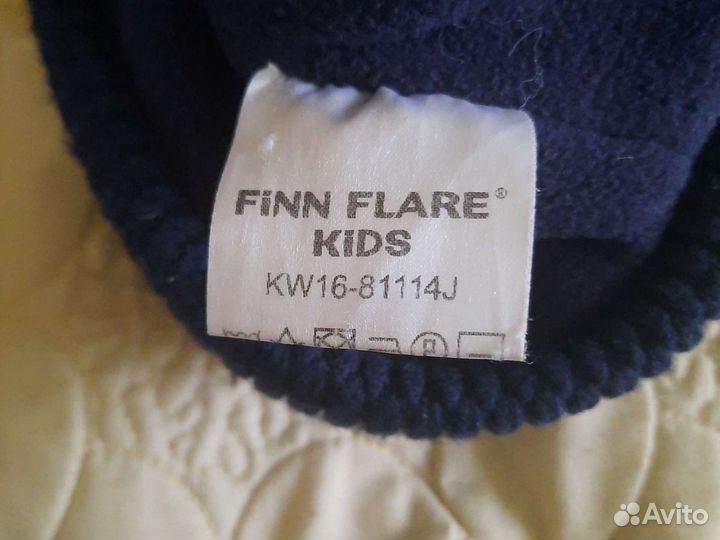 FiNN FLARE®
KiDS
KW16-81114J
Avito